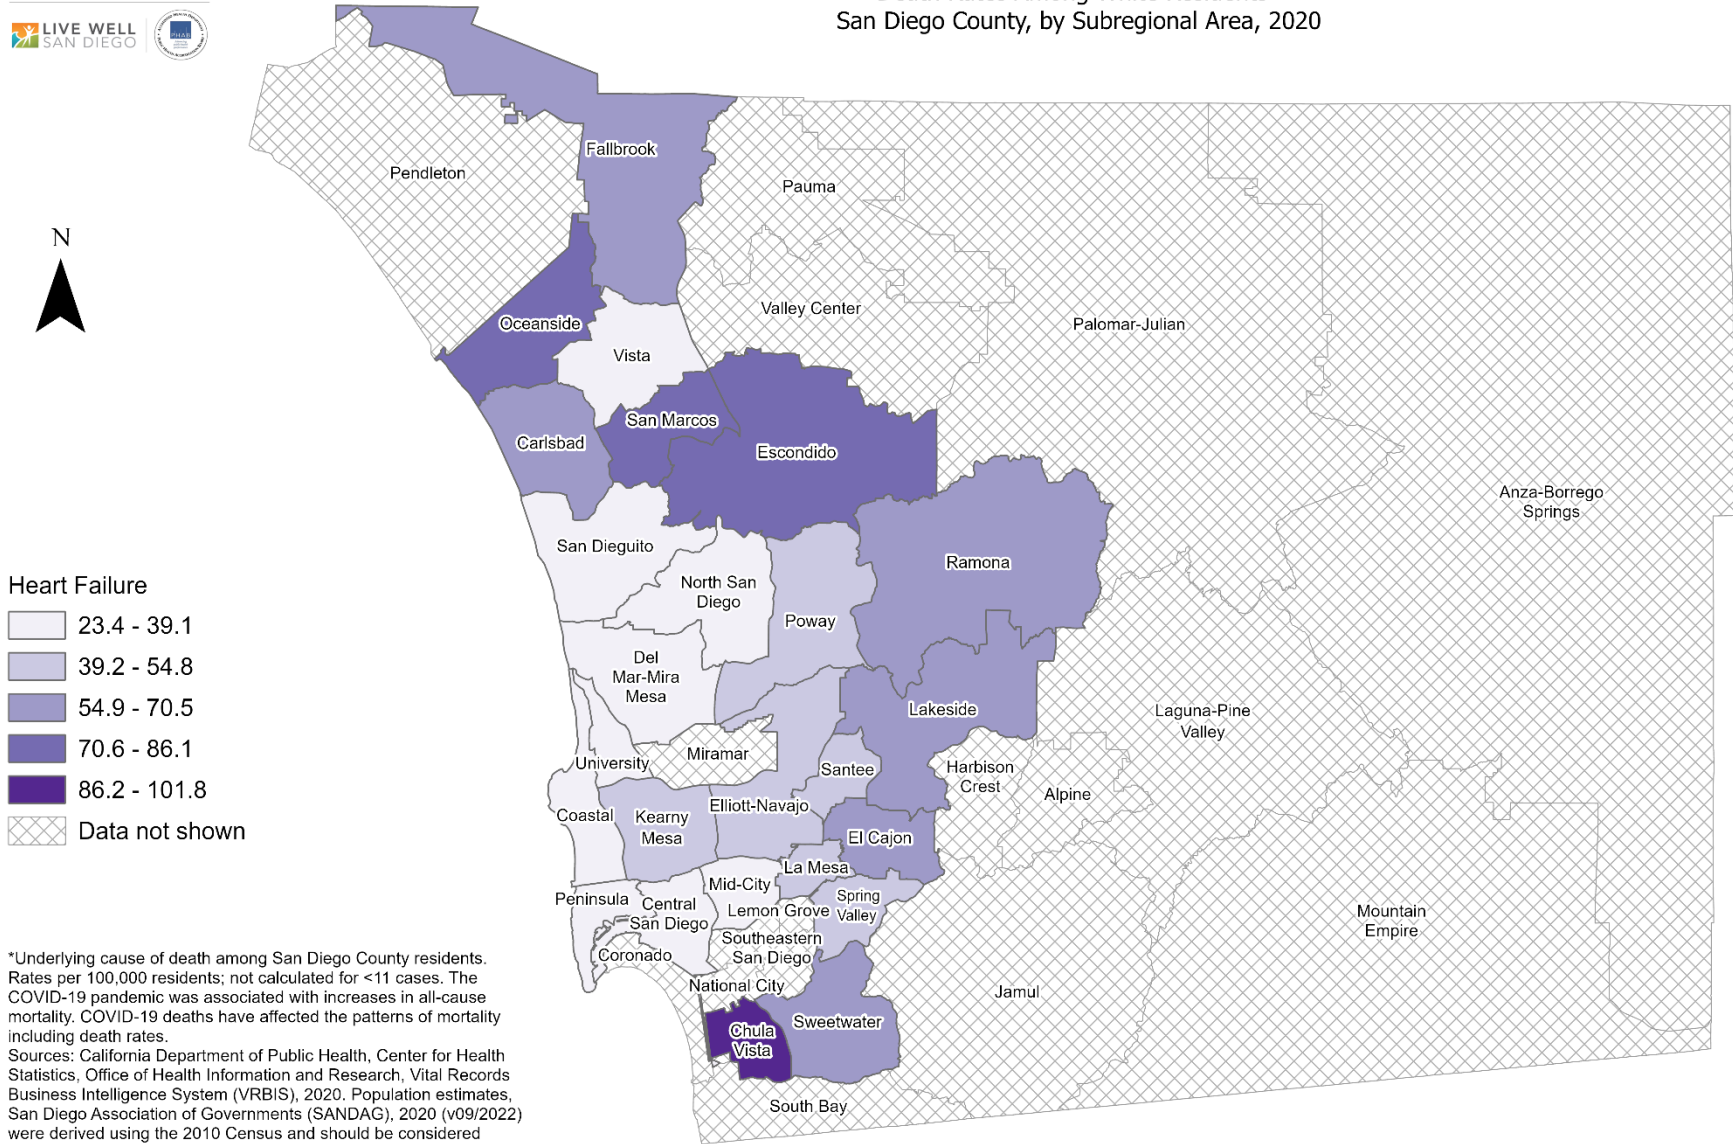 LIVE WELL
SAN DIEGO
PHAB
San Diego County, by Subregional Area, 2020
Fallbrook
Pendleton
Pauma
N
Valley Center
Oceanside
Palomar-Julian
Vista
San Marcos
Carlsbad
Escondido
Anza-Borrego
Springs
San Dieguito
Ramona
North San
Diego
Poway
Del
Mar-Mira
Mesa
Lakeside
Laguna-Pine
Valley
Miramar
University
Santee
Harbison
Crest
Alpine
Elliott-Navajo
Coastal
Kearny
Mesa
El Cajon
La Mesa
Mid-City
Peninsula
Central
San Diego
Lemon Grove
Spring
Valley
Mountain
Empire
Southeastern
San Diego
Coronado
National City
Jamul
Sweetwater
Chula
Vista
South Bay
Heart Failure
23.4 - 39.1
39.2 - 54.8
54.9 - 70.5
70.6 - 86.1
86.2 - 101.8
Data not shown
*Underlying cause of death among San Diego County residents.
Rates per 100,000 residents; not calculated for <11 cases. The
COVID-19 pandemic was associated with increases in all-cause
mortality. COVID-19 deaths have affected the patterns of mortality
including death rates.
Sources: California Department of Public Health, Center for Health
Statistics, Office of Health Information and Research, Vital Records
Business Intelligence System (VRBIS), 2020. Population estimates,
San Diego Association of Governments (SANDAG), 2020 (v09/2022)
were derived using the 2010 Census and should be considered